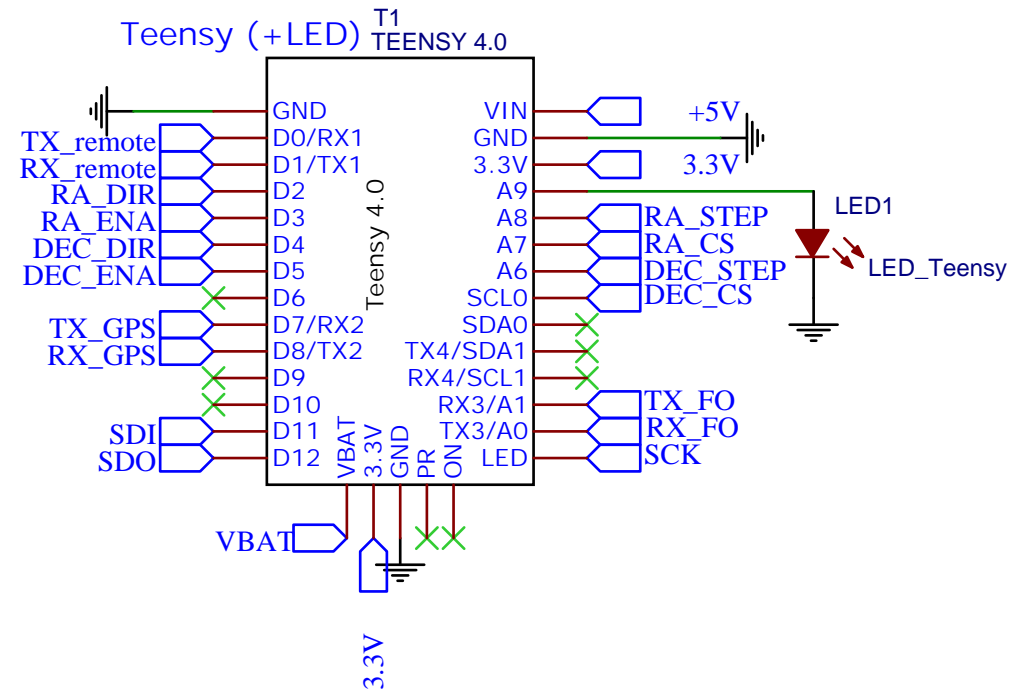 Teensy (+LED)
T1
TEENSY 4.0
GND
D0/RX1
D1/TX1
D2
D3
D4
D5
D6
D7/RX2
D8/TX2
D9
D10
D11
D12
TX_remote
RX_remote
RA_DIR
RA_ENA
DEC_DIR
DEC_ENA
TX_GPS
RX_GPS
SDI
SDO
Teensy 4.0
VIN
GND
3.3V
A9
A8
A7
A6
SCL0
SDA0
TX4/SDA1
RX4/SCL1
RX3/A1
TX3/A0
LED
+5V
3.3V
RA_STEP
RA_CS
DEC_STEP
DEC_CS
TX_FO
RX_FO
SCK
LED1
LED_Teensy
VBAT
3.3V
GND
PR
ON
VBAT
3.3V